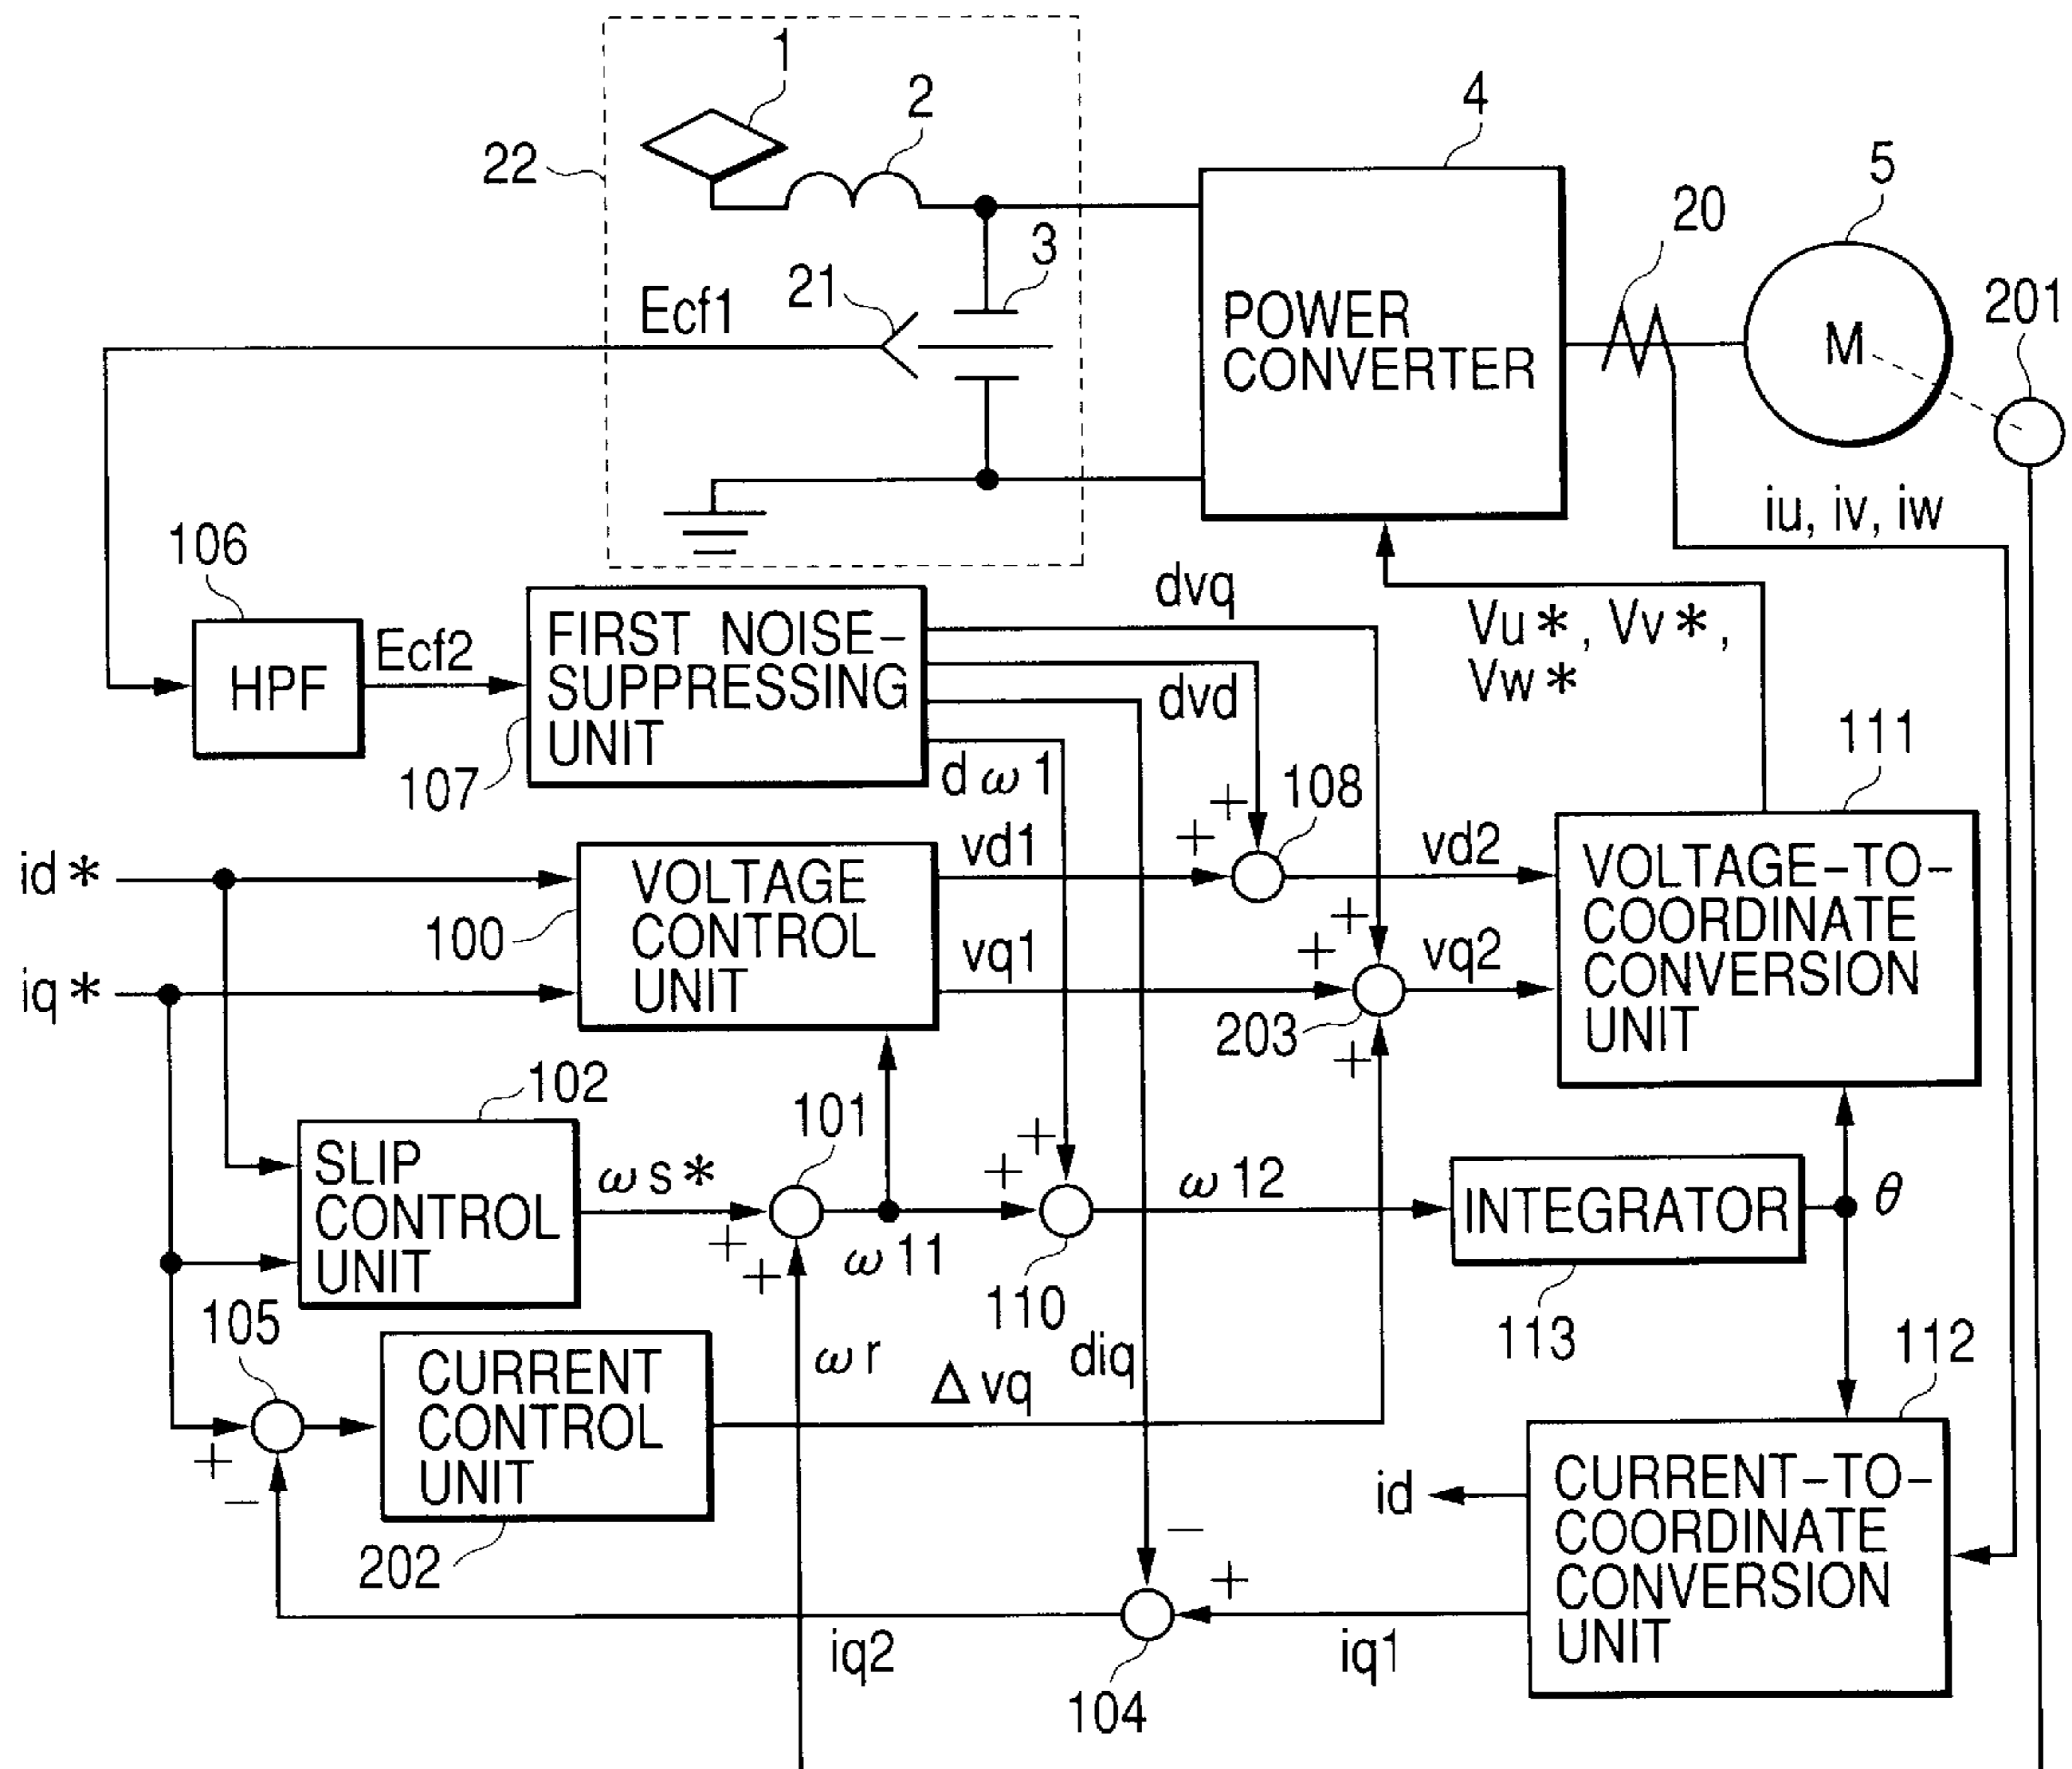 1
2
4
22
5
20
3
21
201
Ecf1
POWER
CONVERTER
M
iu, iv, iw
106
dvq
Vu*, Vv*,
Vw*
FIRST NOISE-
SUPPRESSING
UNIT
Ecf2
HPF
dvd
111
107
dω1
108
+
+
id*
vd1
vd2
VOLTAGE
CONTROL
UNIT
VOLTAGE-TO-
COORDINATE
CONVERSION
UNIT
100
+
+
iq*
vq1
vq2
203
+
102
101
SLIP
CONTROL
UNIT
+
+
ωs*
ω12
INTEGRATOR
θ
+
+
ω11
105
110
113
112
ωr
diq
Δvq
CURRENT
CONTROL
UNIT
+
−
id
CURRENT-TO-
COORDINATE
CONVERSION
UNIT
202
−
+
iq2
iq1
104